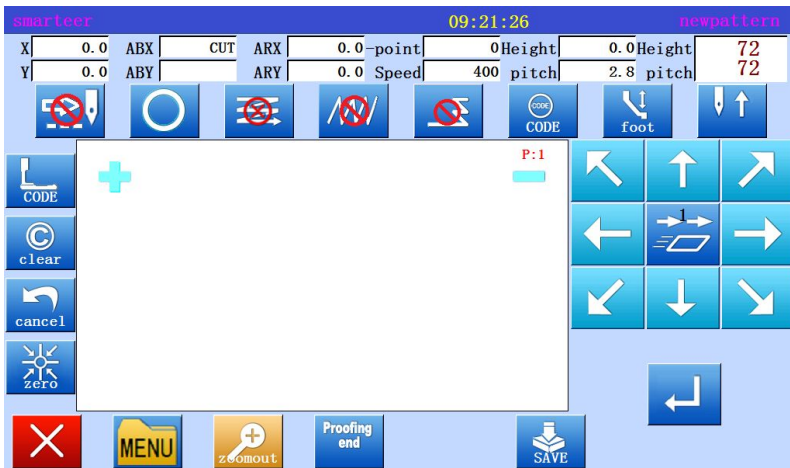 smarteer 09:21:26 newpattern
X 0.0 ABX CUT ARX 0.0 -point 0 Height 0.0 Height 72
Y 0.0 ABY ARY 0.0 Speed 400 pitch 2.8 pitch 72
CODE
CODE foot
P:1
CODE
1
clear
cancel
zero
MENU
zoomout
Proofing
end
SAVE